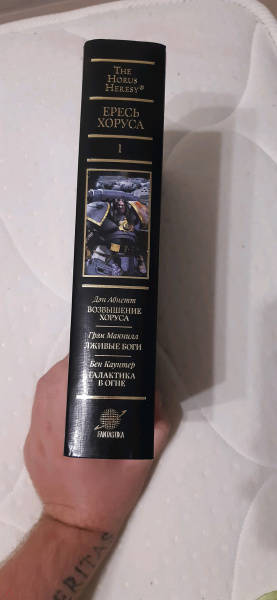 THE
HORUS
HERESY®
ЕРЕСЬ
ХОРУСА
1
Дэн Абнетт
ВОЗВЫШЕНИЕ
ХОРУСА
Грэм Макнилл
ЛЖИВЫЕ БОГИ
Бен Каунтер
ГАЛАКТИКА
В ОГНЕ
FANTASTIKA
VERITAS